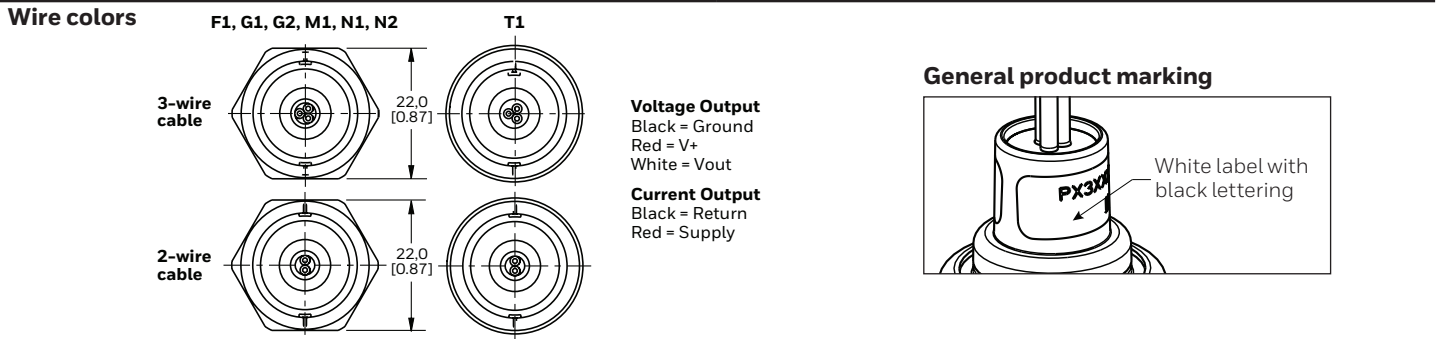 Wire colors
F1, G1, G2, M1, N1, N2
T1
3-wire
cable
22,0
[0.87]
2-wire
cable
22,0
[0.87]
Voltage Output
Black = Ground
Red = V+
White = Vout
Current Output
Black = Return
Red = Supply
General product marking
PX3XX
White label with
black lettering